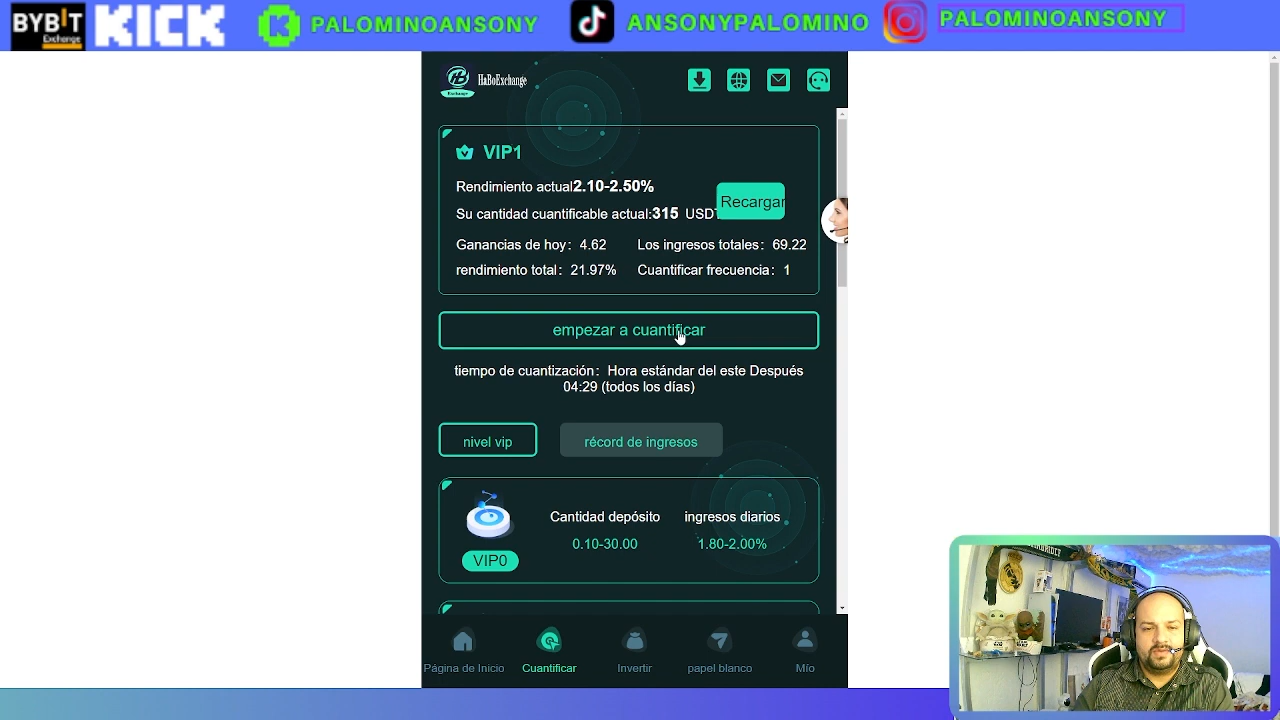 BYBIT
Exchange
KICK
PALOMINOANSONY
ANSONYPALOMINO
PALOMINOANSONY
HaBoExchange
Exchange
VIP1
Rendimiento actual2.10-2.50%
Su cantidad cuantificable actual:315 USDT
Recargar
Ganancias de hoy：4.62
Los ingresos totales：69.22
rendimiento total：21.97%
Cuantificar frecuencia：1
empezar a cuantificar
tiempo de cuantización：Hora estándar del este Después
04:29 (todos los días)
nivel vip
récord de ingresos
Cantidad depósito
ingresos diarios
0.10-30.00
1.80-2.00%
VIP0
Página de Inicio
Cuantificar
Invertir
papel blanco
Mío